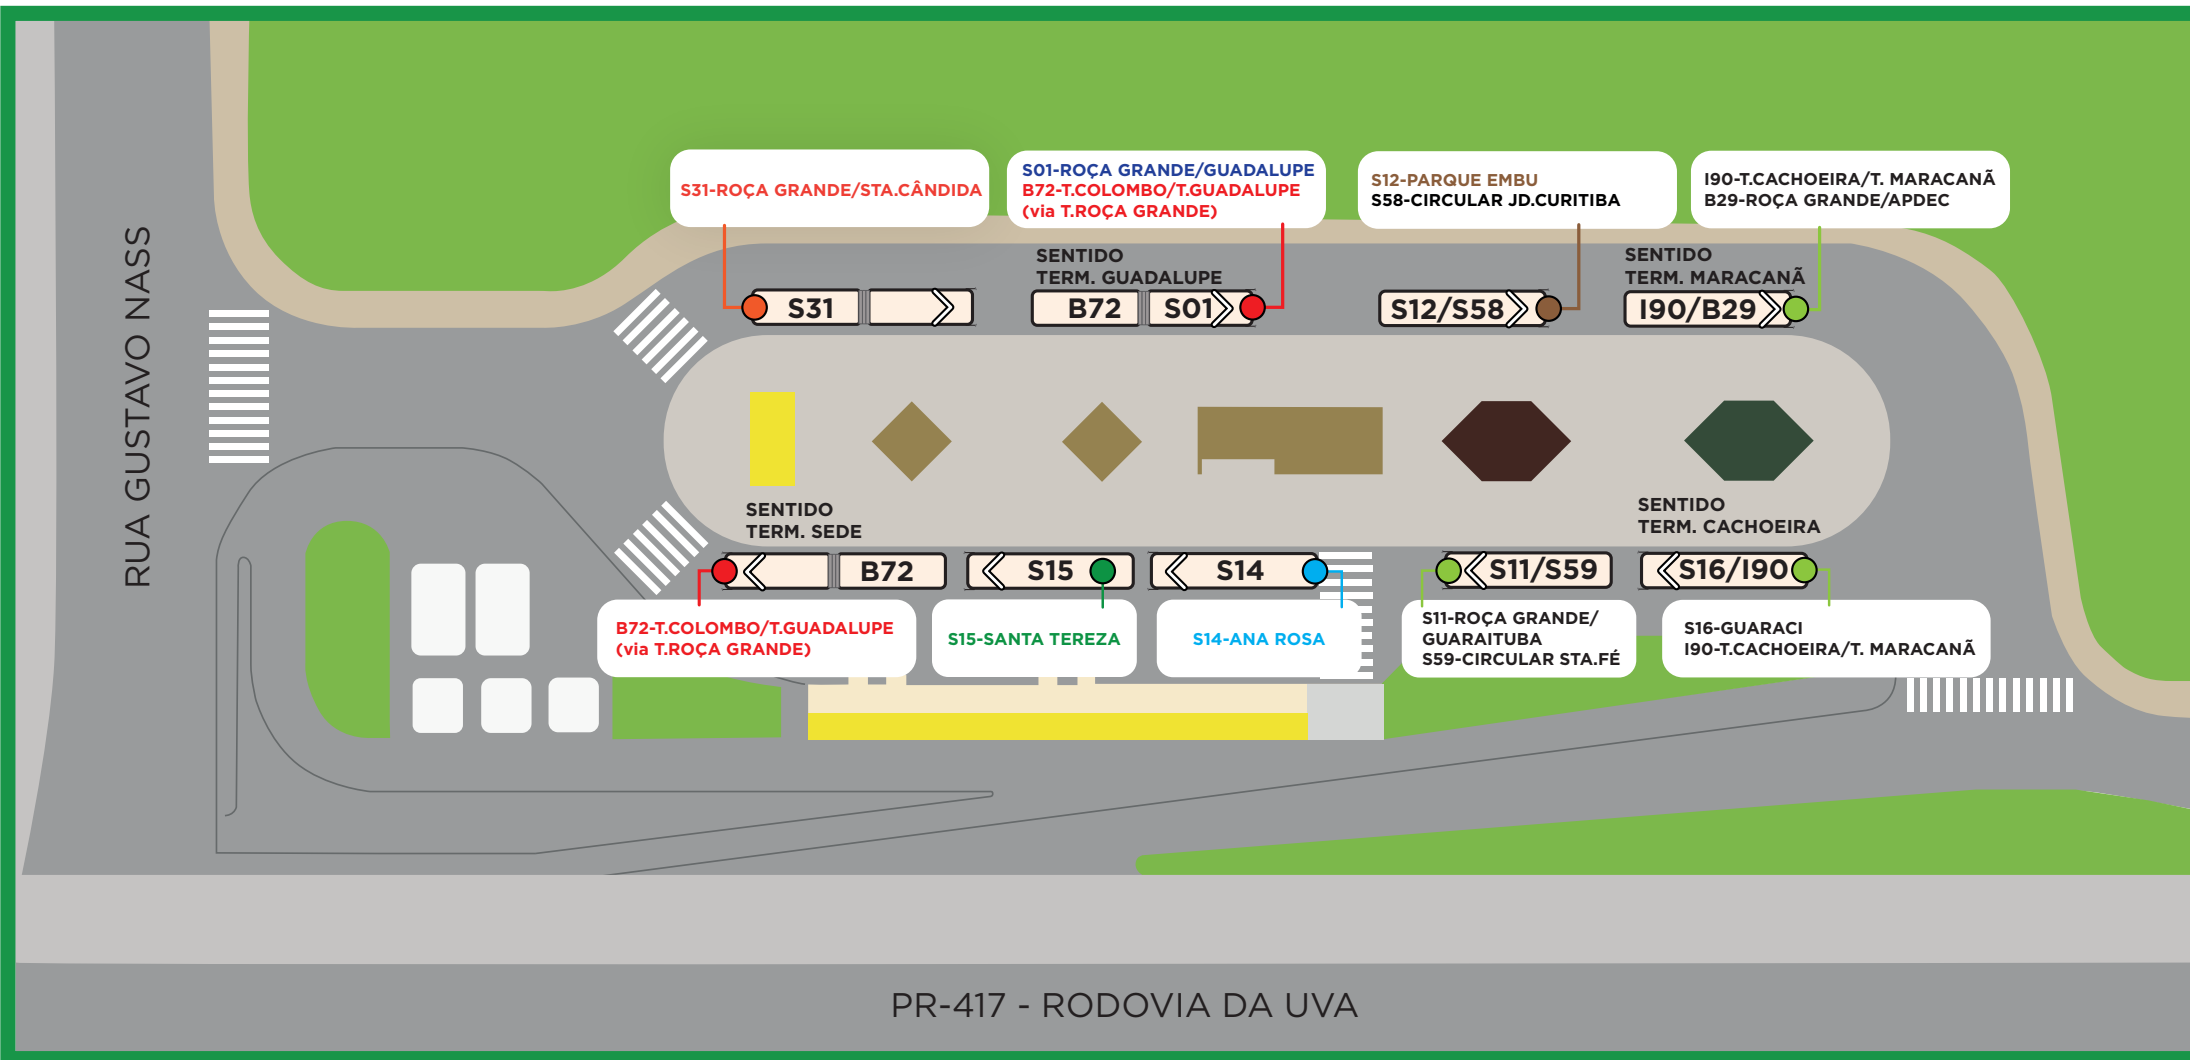 RUA GUSTAVO NASS
S31-ROÇA GRANDE/STA.CÂNDIDA
S01-ROÇA GRANDE/GUADALUPE
B72-T.COLOMBO/T.GUADALUPE
(via T.ROÇA GRANDE)
S12-PARQUE EMBU
S58-CIRCULAR JD.CURITIBA
I90-T.CACHOEIRA/T. MARACANÃ
B29-ROÇA GRANDE/APDEC
SENTIDO
TERM. GUADALUPE
SENTIDO
TERM. MARACANÃ
S31
B72
S01
S12/S58
I90/B29
SENTIDO
TERM. SEDE
SENTIDO
TERM. CACHOEIRA
B72
S15
S14
S11/S59
S16/I90
B72-T.COLOMBO/T.GUADALUPE
(via T.ROÇA GRANDE)
S15-SANTA TEREZA
S14-ANA ROSA
S11-ROÇA GRANDE/
GUARAITUBA
S59-CIRCULAR STA.FÉ
S16-GUARACI
I90-T.CACHOEIRA/T. MARACANÃ
PR-417 - RODOVIA DA UVA